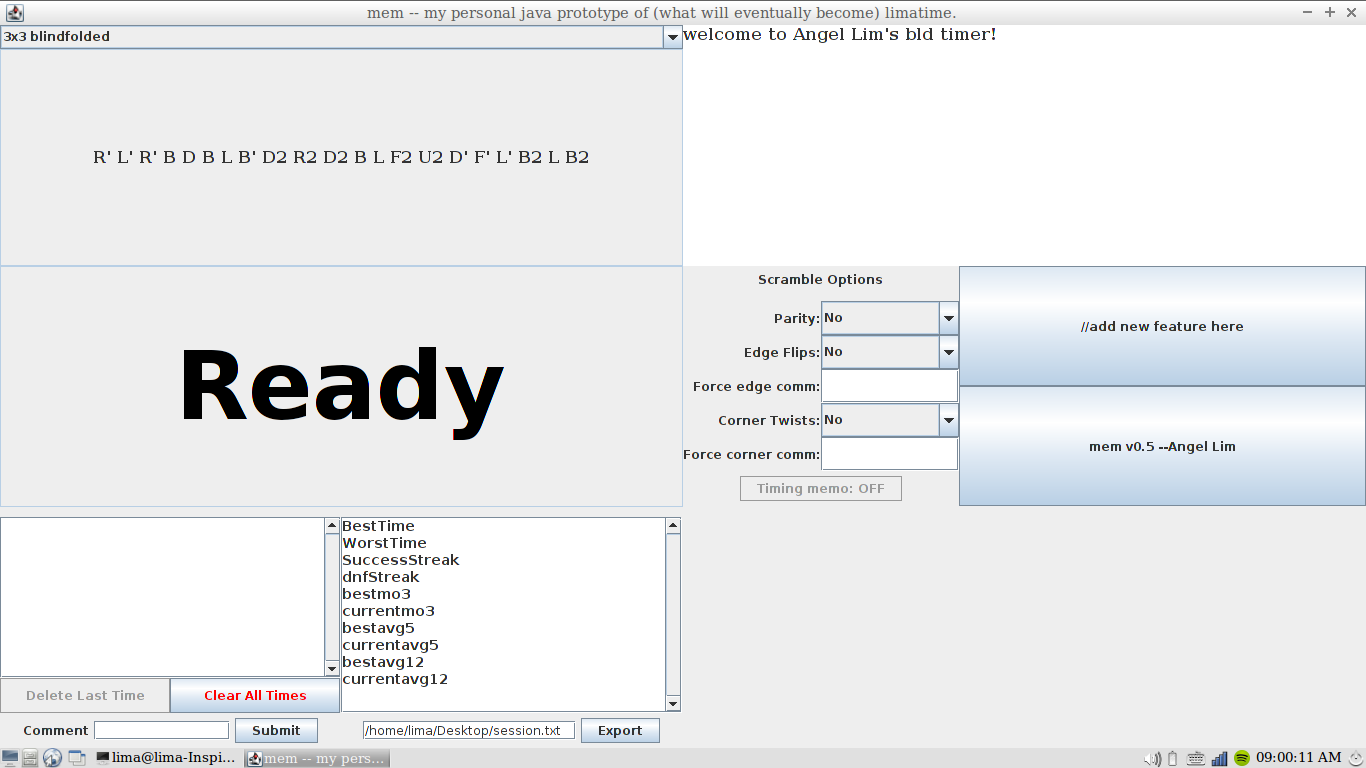 mem -- my personal java prototype of (what will eventually become) limatime.
3x3 blindfolded
welcome to Angel Lim's bld timer!
R' L' R' B D B L B' D2 R2 D2 B L F2 U2 D' F' L' B2 L B2
Ready
Scramble Options
Parity: No
Edge Flips: No
Force edge comm:
Corner Twists: No
Force corner comm:
Timing memo: OFF
//add new feature here
mem v0.5 --Angel Lim
BestTime
WorstTime
SuccessStreak
dnfStreak
bestmo3
currentmo3
bestavg5
currentavg5
bestavg12
currentavg12
Delete Last Time
Clear All Times
Comment
Submit
/home/lima/Desktop/session.txt
Export
lima@lima-Inspi...
mem -- my pers...
09:00:11 AM